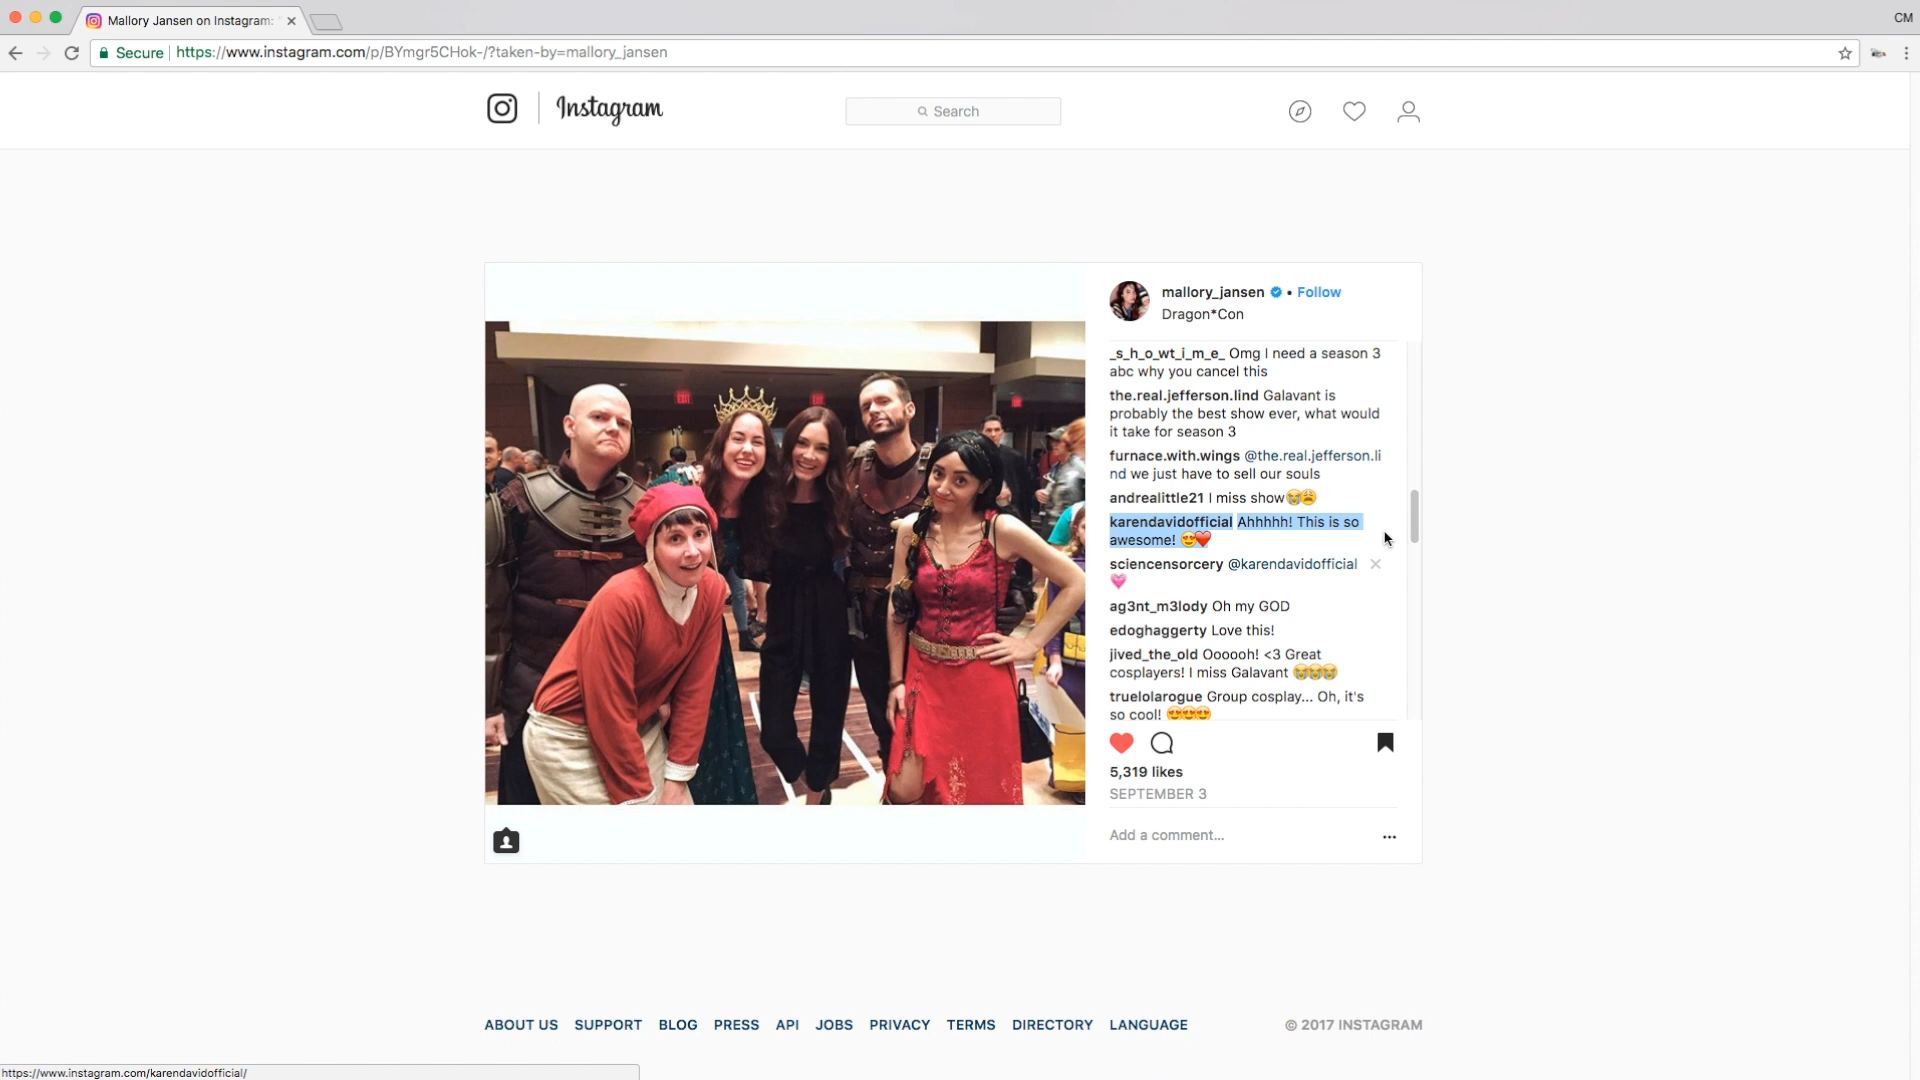 Mallory Jansen on Instagram:
CM
Secure https://www.instagram.com/p/BYmgr5CHok-/?taken-by=mallory_jansen
Instagram
Search
mallory_jansen • Follow
Dragon*Con
_s_h_o_wt_i_m_e_ Omg I need a season 3
abc why you cancel this
the.real.jefferson.lind Galavant is
probably the best show ever, what would
it take for season 3
furnace.with.wings @the.real.jefferson.li
nd we just have to sell our souls
andrealittle21 I miss show😭😩
karendavidofficial Ahhhhh! This is so
awesome! 😍❤️
sciencensorcery @karendavidofficial
💗
ag3nt_m3lody Oh my GOD
edoghaggerty Love this!
jived_the_old Oooooh! <3 Great
cosplayers! I miss Galavant 😭😭😭
truelolarogue Group cosplay... Oh, it's
so cool! 😍😍😍
5,319 likes
SEPTEMBER 3
Add a comment...
EXIT
ABOUT US SUPPORT BLOG PRESS API JOBS PRIVACY TERMS DIRECTORY LANGUAGE © 2017 INSTAGRAM
https://www.instagram.com/karendavidofficial/